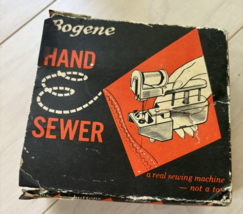 Bogene
HAND
SEWER
a real sewing machine
— not a toy